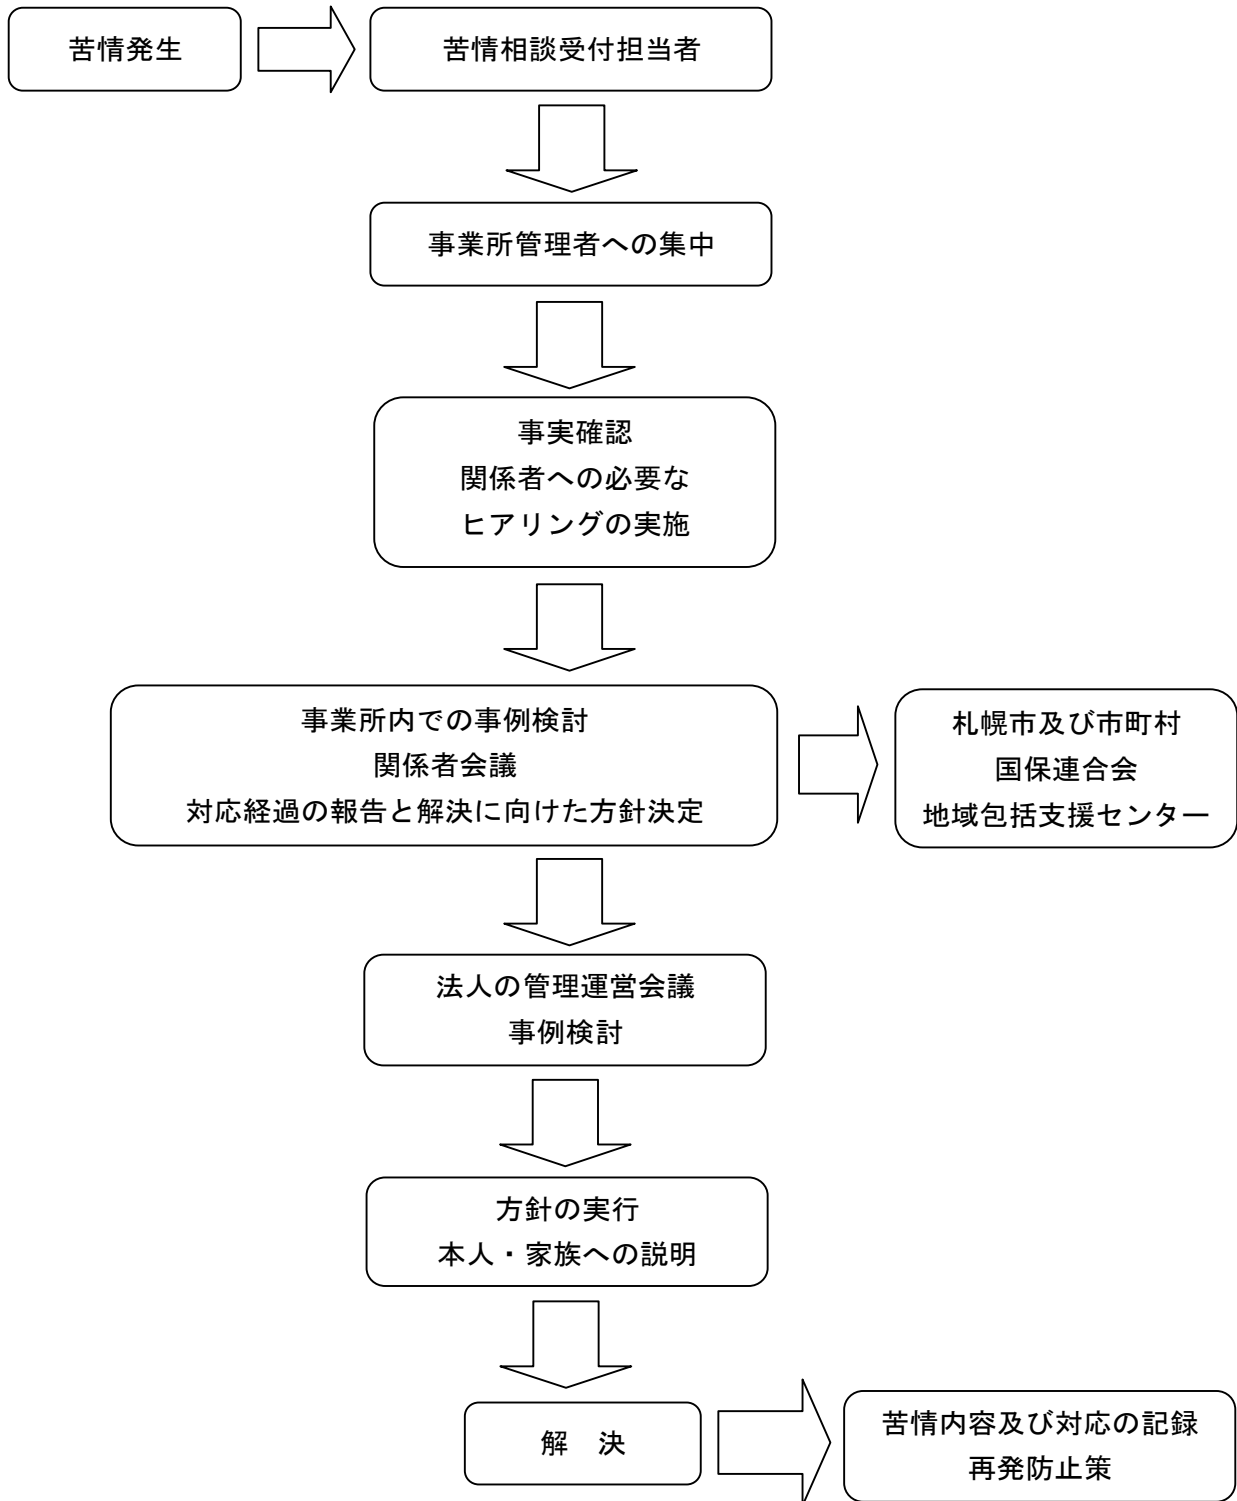 苦情発生
苦情相談受付担当者
事業所管理者への集中
事実確認
関係者への必要な
ヒアリングの実施
事業所内での事例検討
関係者会議
対応経過の報告と解決に向けた方針決定
札幌市及び市町村
国保連合会
地域包括支援センター
法人の管理運営会議
事例検討
方針の実行
本人・家族への説明
解　決
苦情内容及び対応の記録
再発防止策